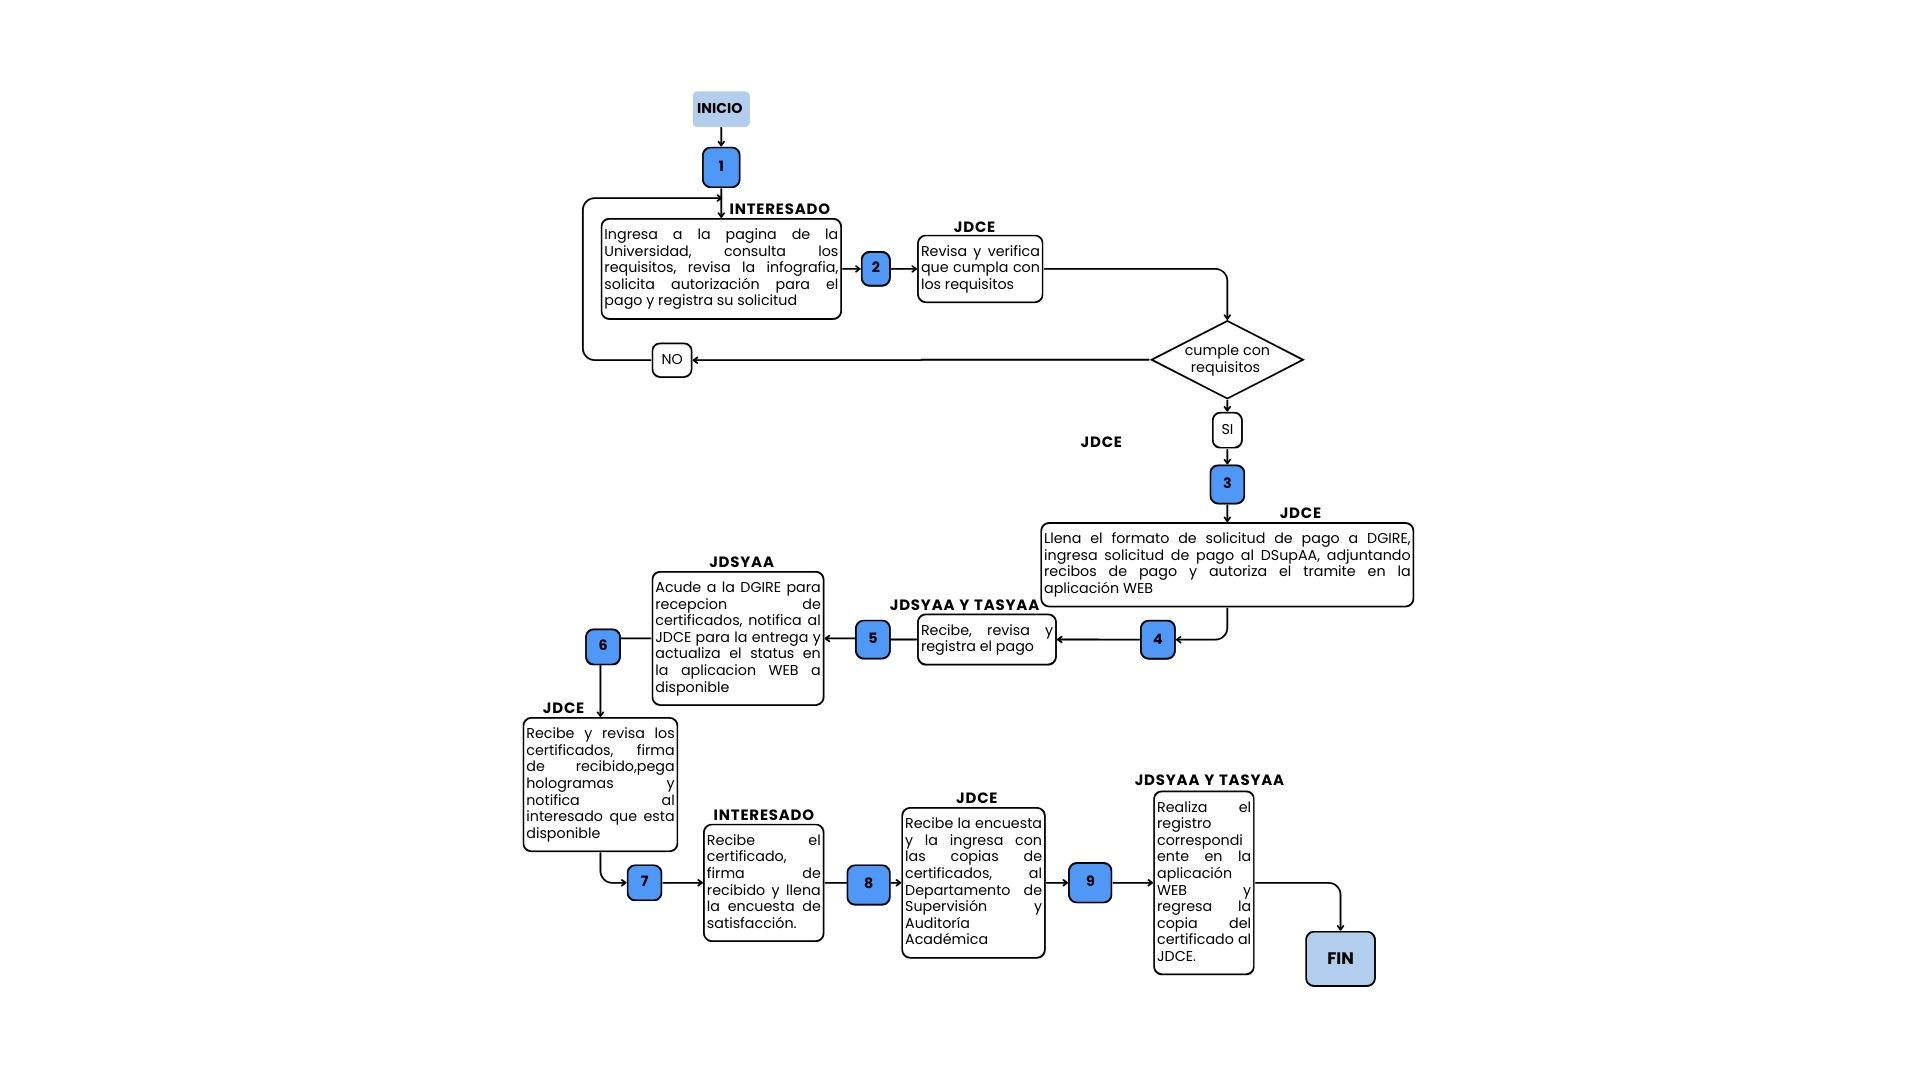 INICIO
1
INTERESADO
Ingresa a la pagina de la
Universidad, consulta los
requisitos, revisa la infografia,
solicita autorización para el
pago y registra su solicitud
2
JDCE
Revisa y verifica
que cumpla con
los requisitos
cumple con
requisitos
NO
SI
JDCE
3
JDCE
Llena el formato de solicitud de pago a DGIRE,
ingresa solicitud de pago al DSupAA, adjuntando
recibos de pago y autoriza el tramite en la
aplicación WEB
4
JDSYAA Y TASYAA
Recibe, revisa y
registra el pago
5
JDSYAA
Acude a la DGIRE para
recepcion de
certificados, notifica al
JDCE para la entrega y
actualiza el status en
la aplicacion WEB a
disponible
6
JDCE
Recibe y revisa los
certificados, firma
de recibido,pega
hologramas y
notifica al
interesado que esta
disponible
7
INTERESADO
Recibe el
certificado,
firma de
recibido y llena
la encuesta de
satisfacción.
8
JDCE
Recibe la encuesta
y la ingresa con
las copias de
certificados, al
Departamento de
Supervisión y
Auditoría
Académica
9
JDSYAA Y TASYAA
Realiza el
registro
correspondi
ente en la
aplicación
WEB y
regresa la
copia del
certificado al
JDCE.
FIN